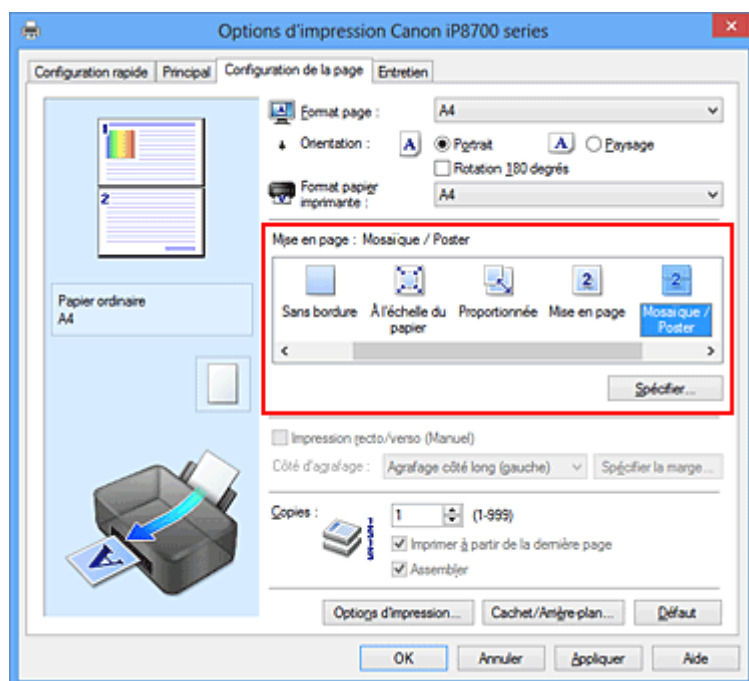 Options d'impression Canon iP8700 series
Configuration rapide Principal Configuration de la page Entretien
Format page : A4
Orientation : A Portrait A Paysage
Rotation 180 degrés
Format papier imprimante : A4
Mise en page : Mosaïque / Poster
Sans bordure À l'échelle du papier Proportionnée Mise en page Mosaïque / Poster
Spécifier...
1
2
Papier ordinaire
A4
Impression recto/verso (Manuel)
Côté d'agrafage : Agrafage côté long (gauche) Spécifier la marge...
Copies : 1 (1-999)
Imprimer à partir de la dernière page
Assembler
Options d'impression... Cachet/Arrière-plan... Défaut
OK Annuler Appliquer Aide